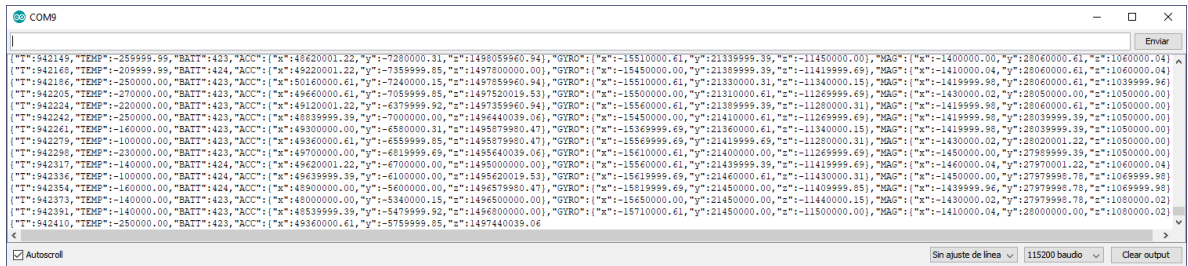 COM9
Enviar
{"T":942149,"TEMP":-259999.99,"BATT":423,"ACC":{"x":48620001.22,"y":-7280000.31,"z":1498059960.94},"GYRO":{"x":-15510000.61,"y":21339999.39,"z":-11450000.00},"MAG":{"x":-1400000.00,"y":28060000.61,"z":1060000.04}
{"T":942168,"TEMP":-209999.99,"BATT":424,"ACC":{"x":49220001.22,"y":-7359999.85,"z":1497800000.00},"GYRO":{"x":-15450000.00,"y":21389999.39,"z":-11419999.69},"MAG":{"x":-1410000.04,"y":28060000.61,"z":1060000.04}
{"T":942186,"TEMP":-250000.00,"BATT":423,"ACC":{"x":50160000.61,"y":-7240000.15,"z":1497859994.94},"GYRO":{"x":-15510000.61,"y":21330000.31,"z":-11340000.15},"MAG":{"x":-1419999.98,"y":28060000.61,"z":1039999.96}
{"T":942205,"TEMP":-270000.00,"BATT":423,"ACC":{"x":49660000.61,"y":-7059999.85,"z":1497520019.53},"GYRO":{"x":-15500000.00,"y":21310000.61,"z":-11269999.69},"MAG":{"x":-1430000.02,"y":28050000.00,"z":1050000.00}
{"T":942224,"TEMP":-220000.00,"BATT":423,"ACC":{"x":49120001.22,"y":-6379999.92,"z":1497359960.94},"GYRO":{"x":-15560000.61,"y":21389999.39,"z":-11280000.31},"MAG":{"x":-1419999.98,"y":28060000.61,"z":1050000.00}
{"T":942242,"TEMP":-250000.00,"BATT":423,"ACC":{"x":48839999.39,"y":-7000000.00,"z":1496440039.06},"GYRO":{"x":-15450000.00,"y":21410000.61,"z":-11269999.69},"MAG":{"x":-1419999.98,"y":28039999.39,"z":1050000.00}
{"T":942261,"TEMP":-160000.00,"BATT":423,"ACC":{"x":49300000.00,"y":-6580000.31,"z":1495879980.47},"GYRO":{"x":-15369999.69,"y":21360000.61,"z":-11340000.15},"MAG":{"x":-1419999.98,"y":28039999.39,"z":1050000.00}
{"T":942279,"TEMP":-100000.00,"BATT":423,"ACC":{"x":49360000.61,"y":-6559999.85,"z":1495879980.47},"GYRO":{"x":-15569999.69,"y":21419999.69,"z":-11280000.31},"MAG":{"x":-1430000.02,"y":28020001.22,"z":1050000.00}
{"T":942298,"TEMP":-230000.00,"BATT":423,"ACC":{"x":49700000.00,"y":-6819999.69,"z":1495640039.06},"GYRO":{"x":-15610000.61,"y":21400000.00,"z":-11269999.69},"MAG":{"x":-1450000.00,"y":27989999.39,"z":1050000.00}
{"T":942317,"TEMP":-100000.00,"BATT":424,"ACC":{"x":49620001.22,"y":-6700000.00,"z":1495000000.00},"GYRO":{"x":-15560000.61,"y":21439999.39,"z":-11419999.69},"MAG":{"x":-1460000.04,"y":27970001.22,"z":1060000.04}
{"T":942336,"TEMP":-100000.00,"BATT":424,"ACC":{"x":49639999.39,"y":-6100000.00,"z":1495620019.53},"GYRO":{"x":-15619999.69,"y":21460000.61,"z":-11430000.31},"MAG":{"x":-1450000.00,"y":27979998.78,"z":1069999.98}
{"T":942354,"TEMP":-160000.00,"BATT":424,"ACC":{"x":48900000.00,"y":-5600000.00,"z":1496579980.47},"GYRO":{"x":-15819999.69,"y":21450000.00,"z":-11409999.85},"MAG":{"x":-1439999.96,"y":27979998.78,"z":1069999.98}
{"T":942373,"TEMP":-140000.00,"BATT":423,"ACC":{"x":48000000.00,"y":-5340000.15,"z":1496500000.00},"GYRO":{"x":-15650000.00,"y":21450000.00,"z":-11440000.15},"MAG":{"x":-1430000.02,"y":27979998.78,"z":1080000.02}
{"T":942391,"TEMP":-140000.00,"BATT":423,"ACC":{"x":48539999.39,"y":-5479999.92,"z":1496800000.00},"GYRO":{"x":-15710000.61,"y":21450000.00,"z":-11500000.00},"MAG":{"x":-1410000.04,"y":28000000.00,"z":1080000.02}
{"T":942410,"TEMP":-250000.00,"BATT":423,"ACC":{"x":49360000.61,"y":-5759999.85,"z":1497440039.06
Autoscroll
Sin ajuste de línea
115200 baudio
Clear output